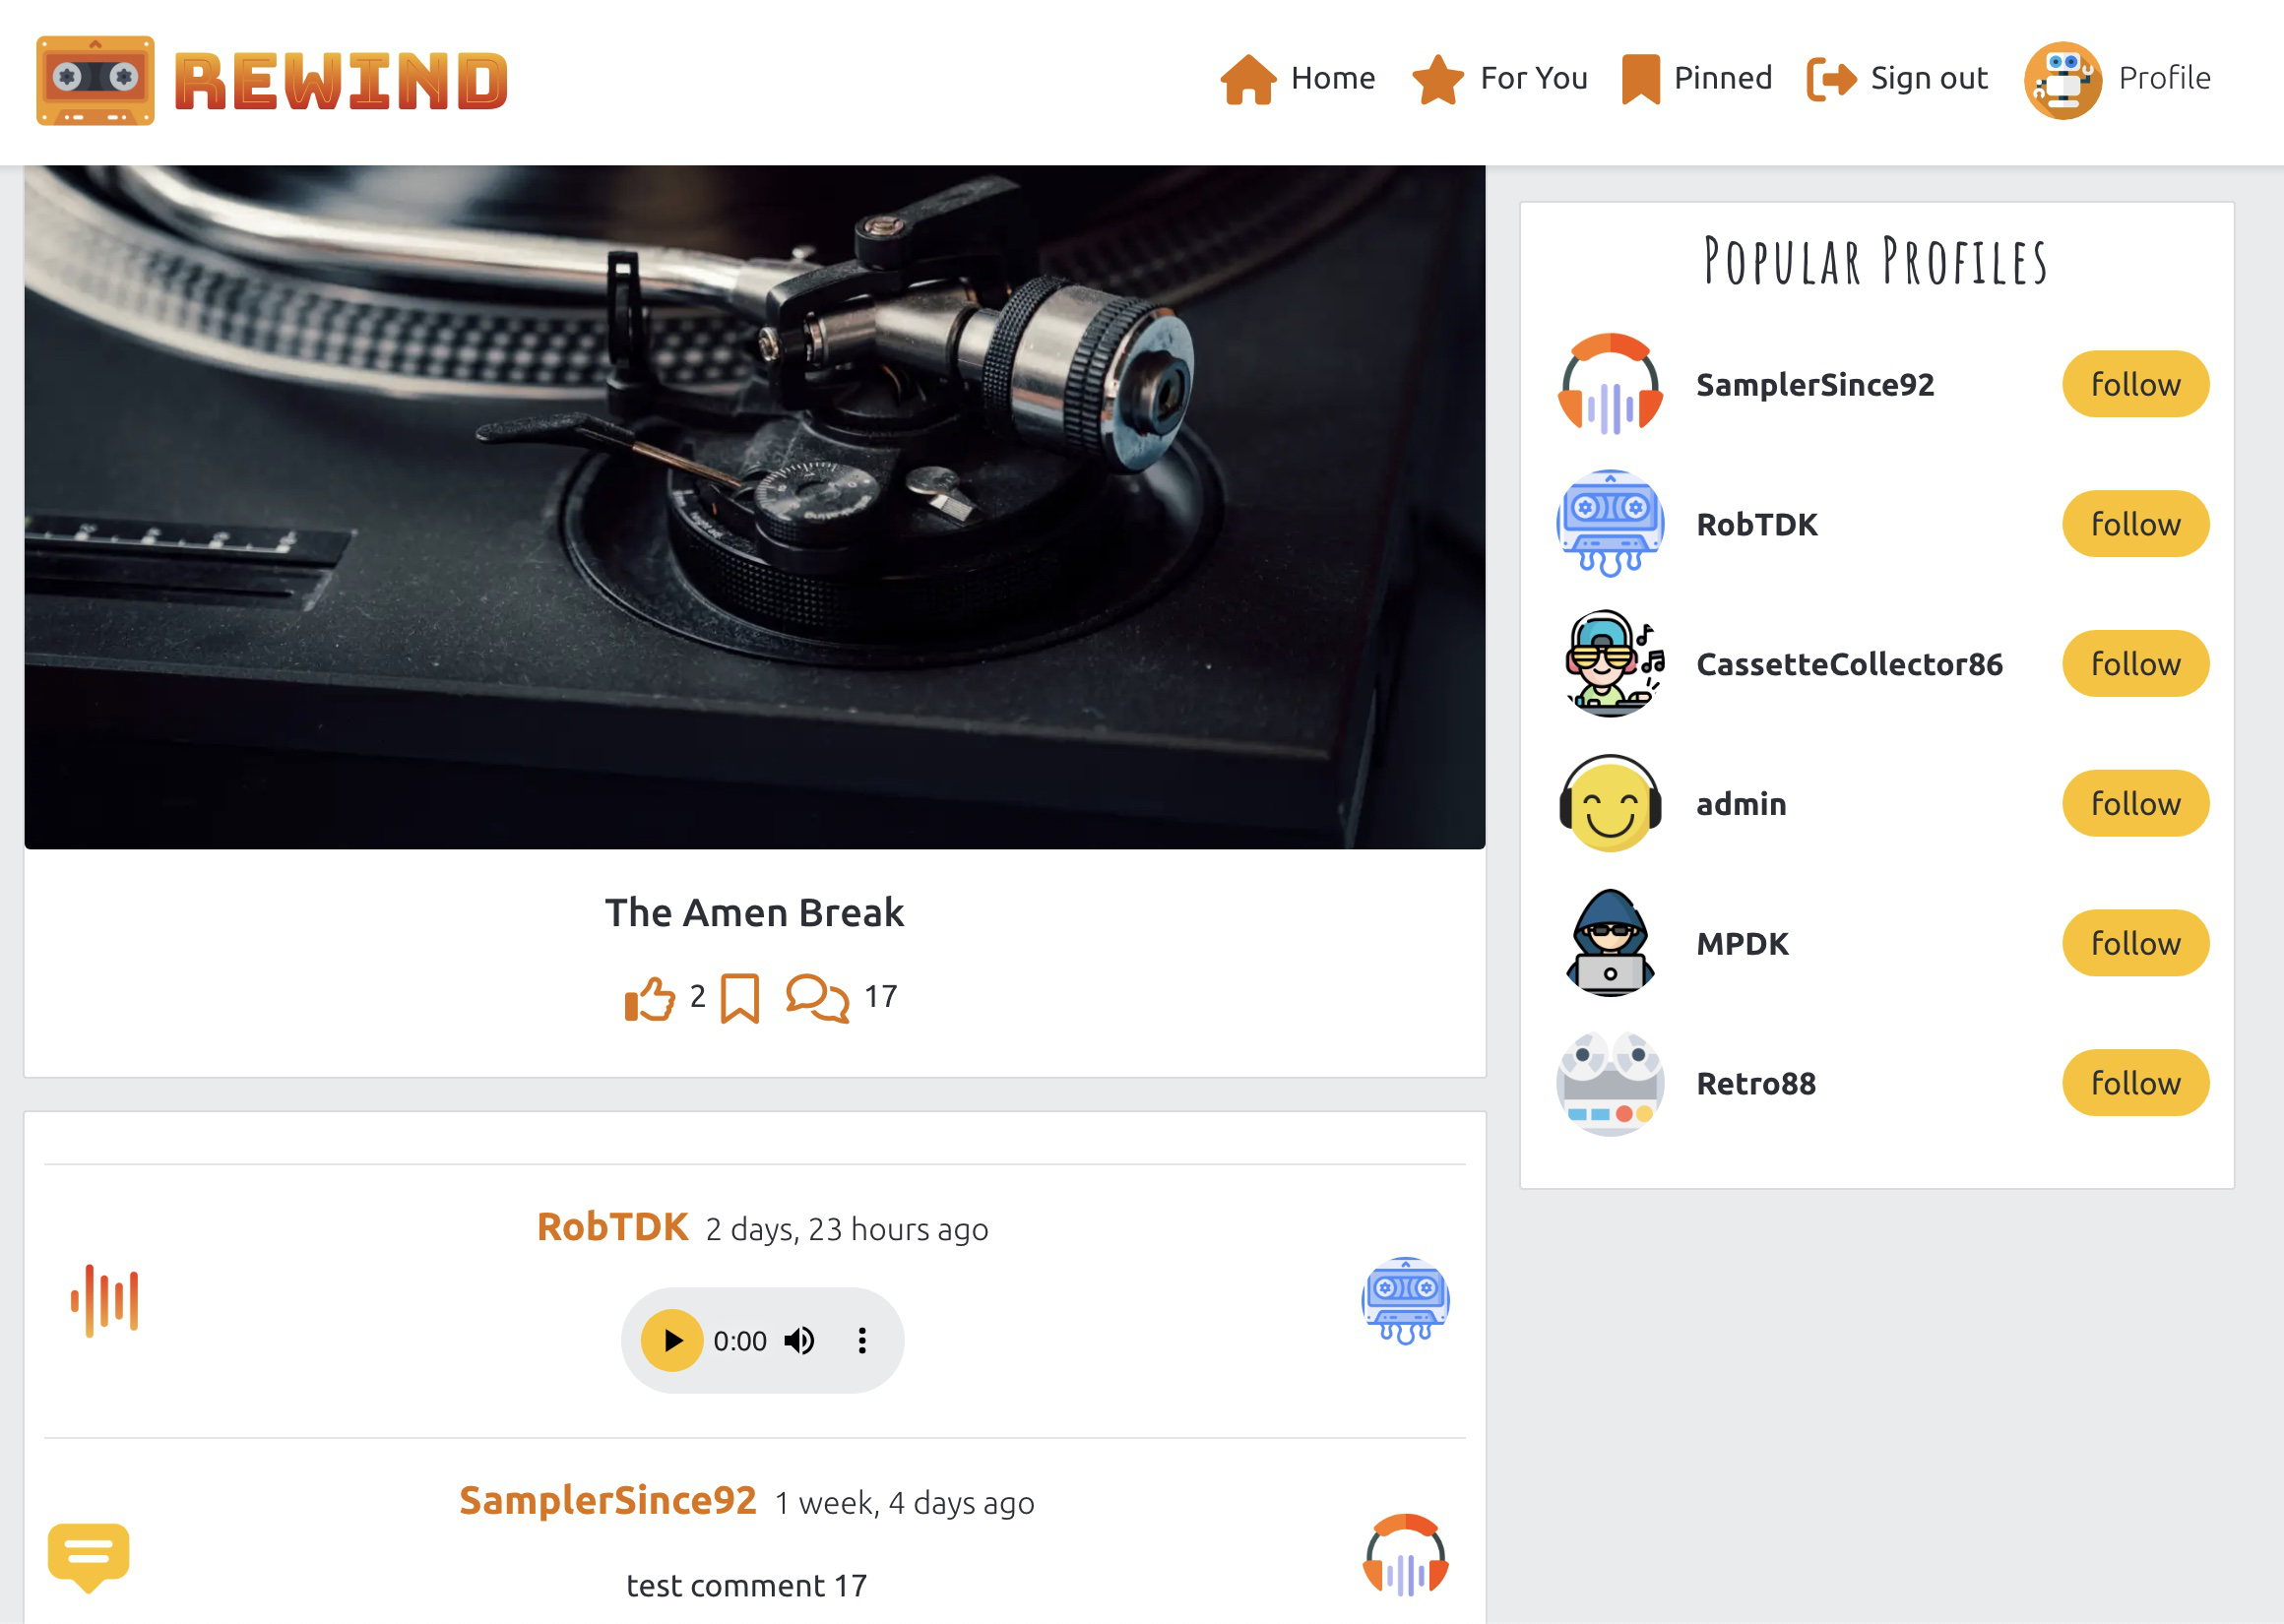 REWIND
Home
For You
Pinned
Sign out
Profile
The Amen Break
2
17
RobTDK 2 days, 23 hours ago
0:00
SamplerSince92 1 week, 4 days ago
test comment 17
Popular Profiles
SamplerSince92 follow
RobTDK follow
CassetteCollector86 follow
admin follow
MPDK follow
Retro88 follow